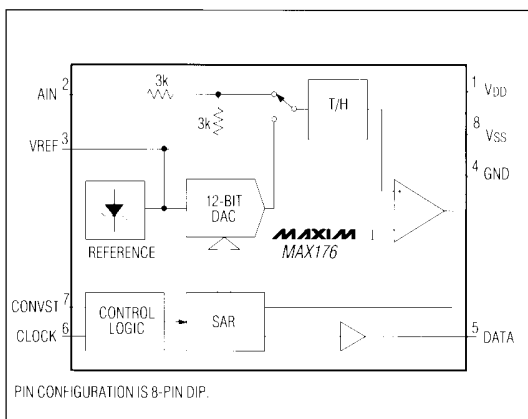 3k
AIN 2
1 VDD
T/H
3k
8 VSS
VREF 3
4 GND
12-BIT
DAC
MAXIM
MAX176
REFERENCE
CONVST 7
CONTROL
LOGIC
SAR
CLOCK 6
5 DATA
PIN CONFIGURATION IS 8-PIN DIP.